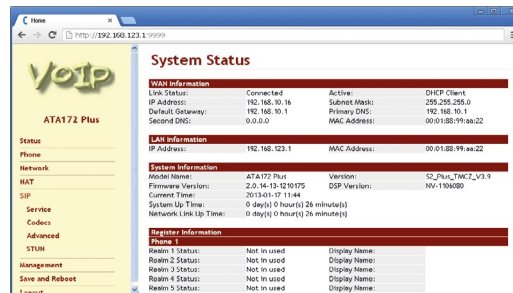 Home
http://192.168.123.1:9999
VoIP
ATA172 Plus
Status
Phone
Network
NAT
SIP
Service
Codecs
Advanced
STUN
Management
Save and Reboot
Logout
System Status
WAN Information
Link Status: Connected Active: DHCP Client
IP Address: 192.168.10.16 Subnet Mask: 255.255.255.0
Default Gateway: 192.168.10.1 Primary DNS: 192.168.10.1
Second DNS: 0.0.0.0 MAC Address: 00:01:88:99:aa:22
LAN Information
IP Address: 192.168.123.1 MAC Address: 00:01:88:99:aa:22
System Information
Model Name: ATA172 Plus Version: S2_Plus_TMCZ_V3.9
Firmware Version: 2.0.14-13-1210175 DSP Version: NV-1106080
Current Time: 2013-01-17 11:44
System Up Time: 0 day(s) 0 hour(s) 26 minute(s)
Network Link Up Time: 0 day(s) 0 hour(s) 26 minute(s)
Register Information
Phone 1
Realm 1 Status: Not in used Display Name:
Realm 2 Status: Not in used Display Name:
Realm 3 Status: Not in used Display Name:
Realm 4 Status: Not in used Display Name:
Realm 5 Status: Not in used Display Name: